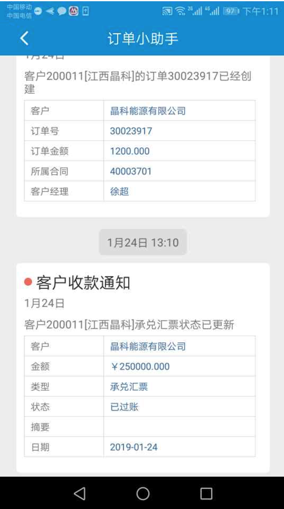 中国移动
中国电信
97
下午1:11
订单小助手
1月24日
客户200011[江西晶科]的订单30023917已经创
建
客户 晶科能源有限公司
订单号 30023917
订单金额 1200.000
所属合同 40003701
客户经理 徐超
1月24日 13:10
客户收款通知
1月24日
客户200011[江西晶科]承兑汇票状态已更新
客户 晶科能源有限公司
金额 ￥250000.000
类型 承兑汇票
状态 已过账
摘要
日期 2019-01-24